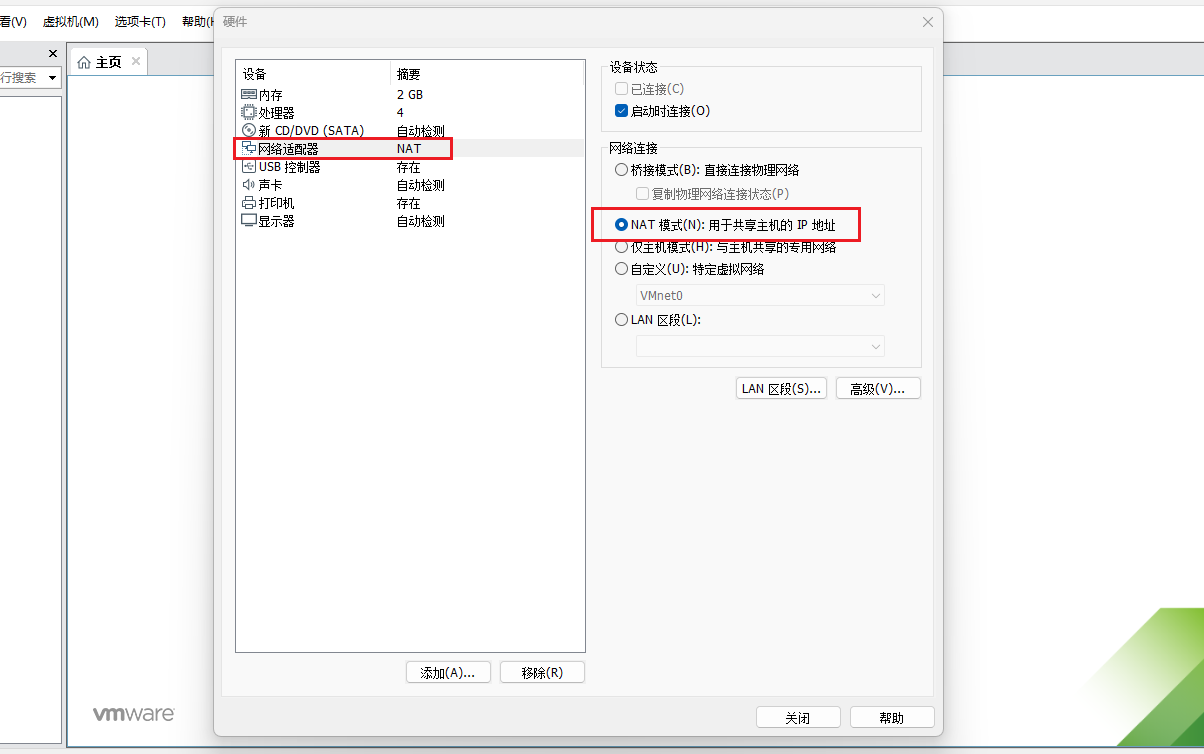 看(V) 虚拟机(M) 选项卡(T) 帮助(H
硬件
主页
行搜索
设备 摘要
内存 2 GB
处理器 4
新 CD/DVD (SATA) 自动检测
网络适配器 NAT
USB 控制器 存在
声卡 自动检测
打印机 存在
显示器 自动检测
添加(A)... 移除(R)
设备状态
已连接(C)
启动时连接(O)
网络连接
桥接模式(B): 直接连接物理网络
复制物理网络连接状态(P)
NAT 模式(N): 用于共享主机的 IP 地址
仅主机模式(H): 与主机共享的专用网络
自定义(U): 特定虚拟网络
VMnet0
LAN 区段(L):
LAN 区段(S)... 高级(V)...
关闭 帮助
vmware